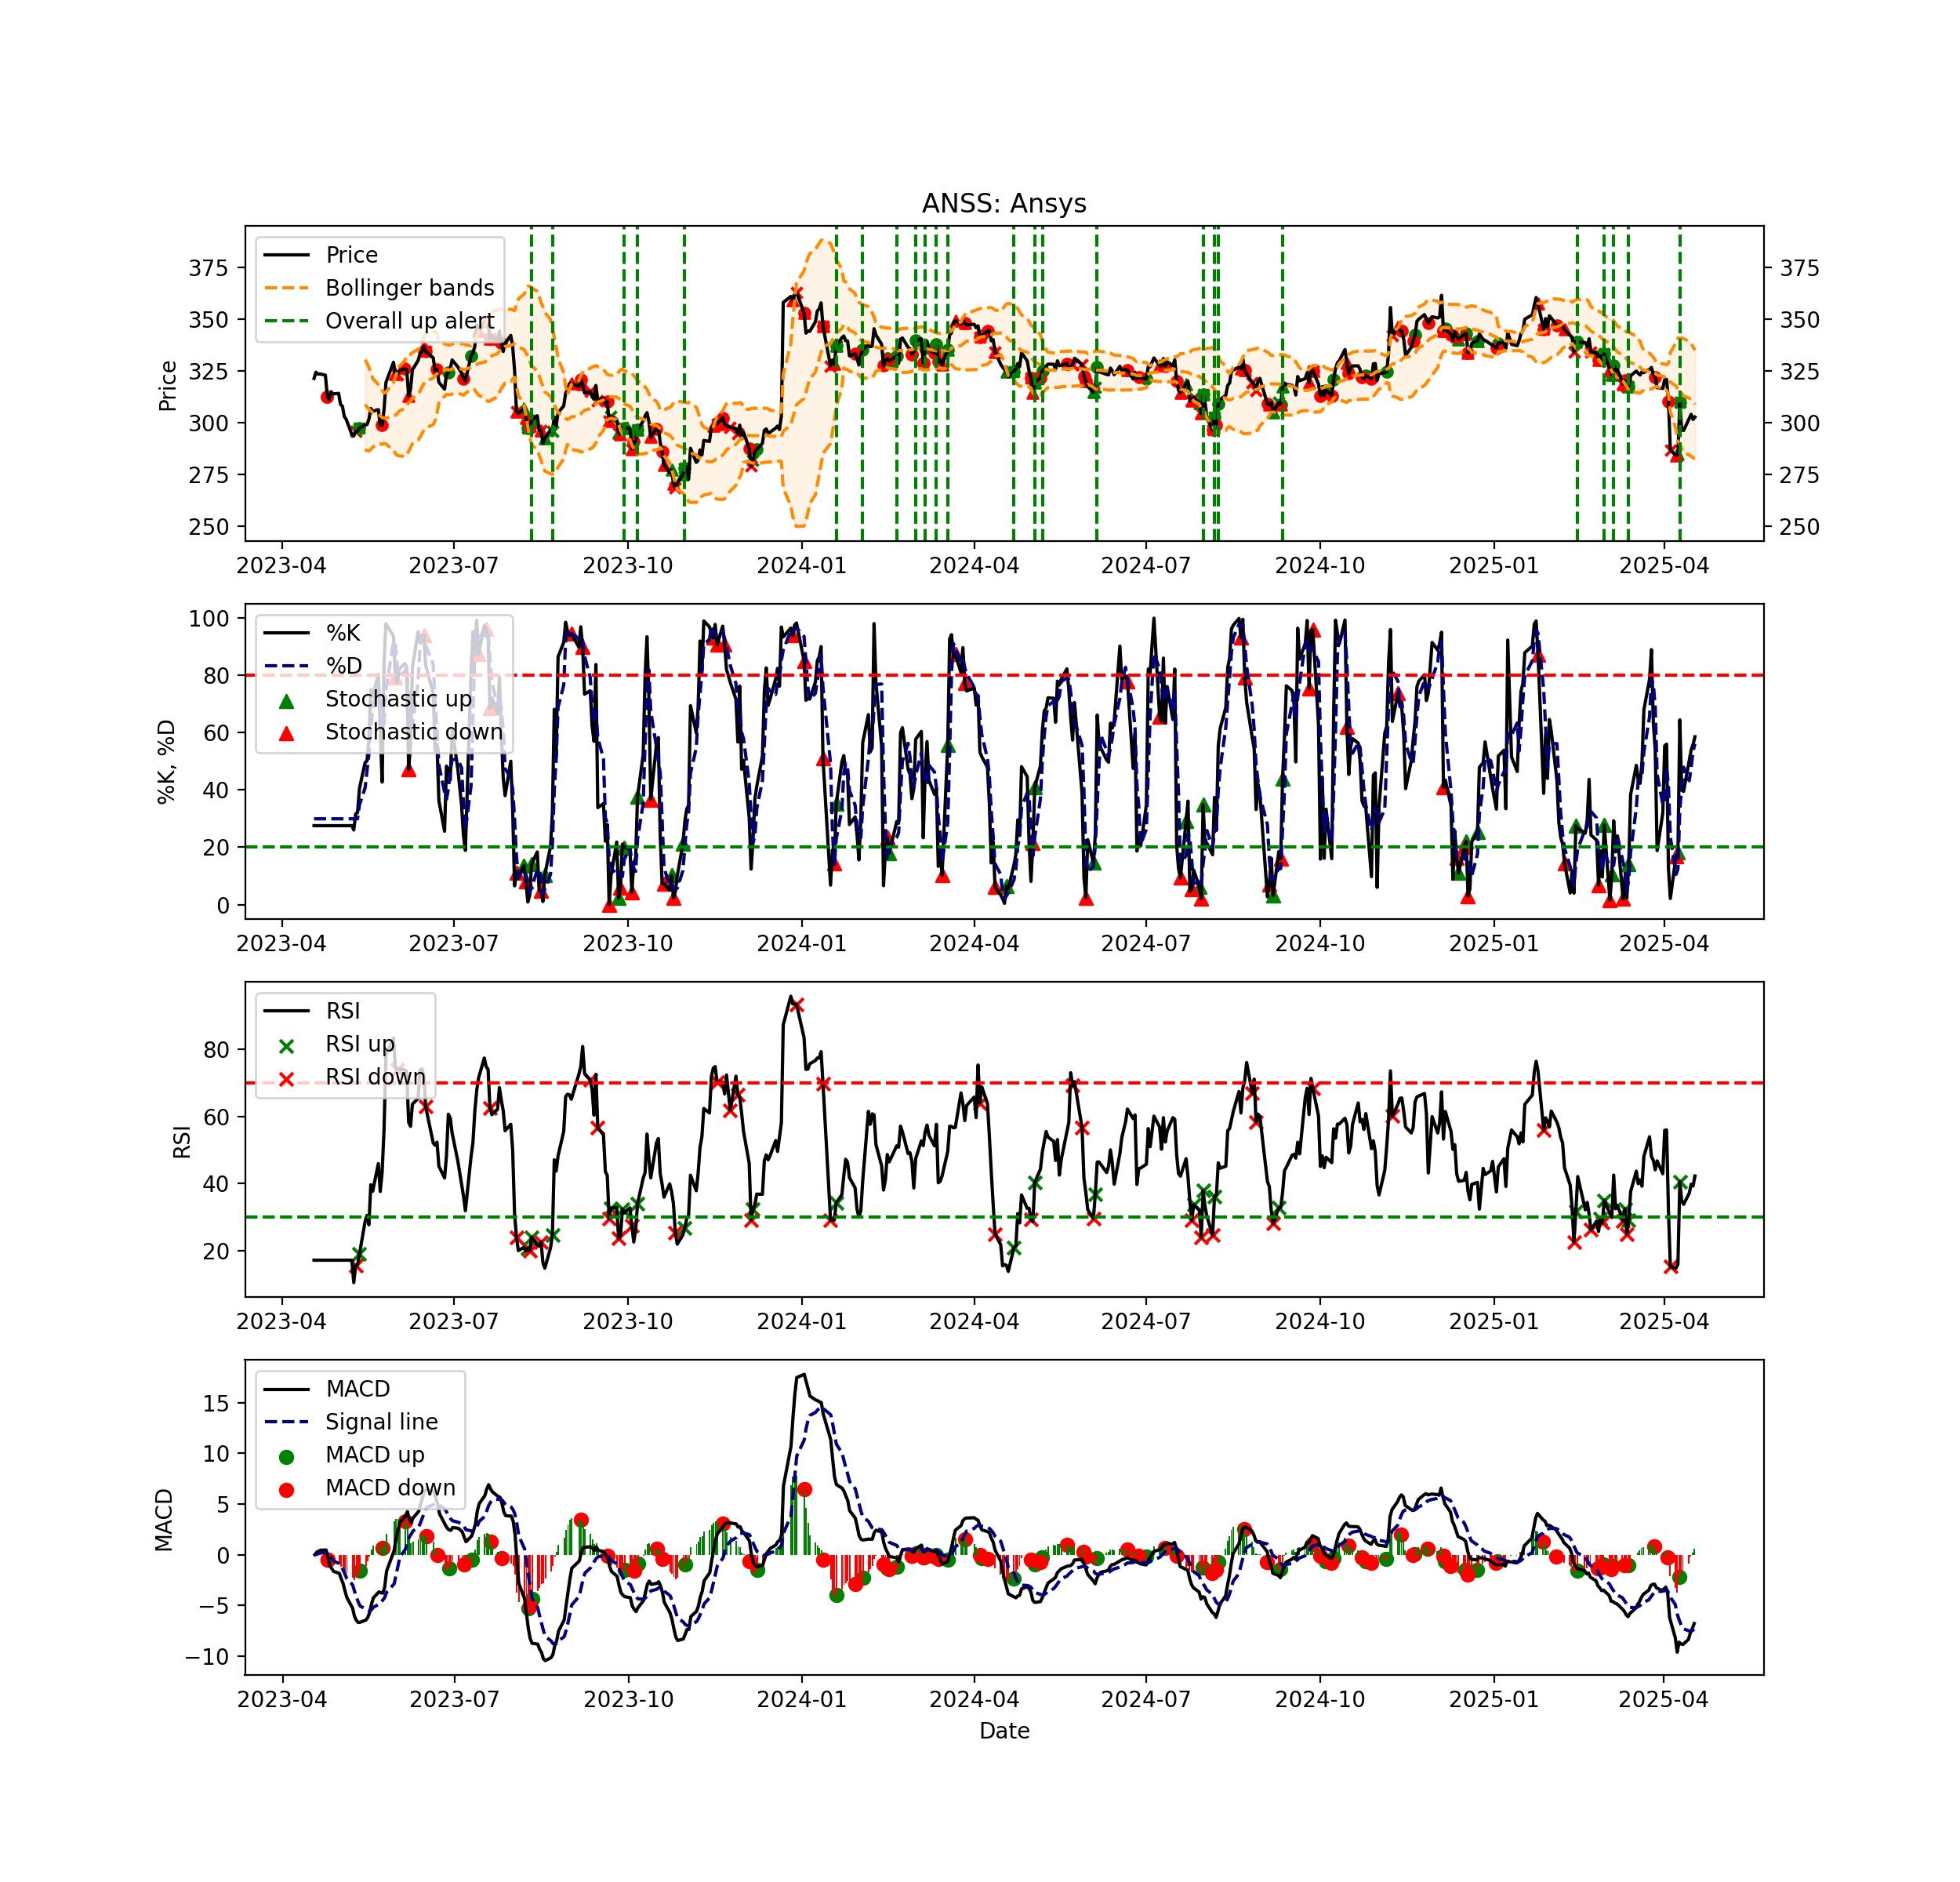 ANSS: Ansys
Price
Bollinger bands
Overall up alert
Price
375
350
325
300
275
250
375
350
325
300
275
250
2023-04 2023-07 2023-10 2024-01 2024-04 2024-07 2024-10 2025-01 2025-04
%K
%D
Stochastic up
Stochastic down
%K, %D
100
80
60
40
20
0
2023-04 2023-07 2023-10 2024-01 2024-04 2024-07 2024-10 2025-01 2025-04
RSI
RSI up
RSI down
RSI
80
60
40
20
2023-04 2023-07 2023-10 2024-01 2024-04 2024-07 2024-10 2025-01 2025-04
MACD
Signal line
MACD up
MACD down
MACD
15
10
5
0
−5
−10
2023-04 2023-07 2023-10 2024-01 2024-04 2024-07 2024-10 2025-01 2025-04
Date